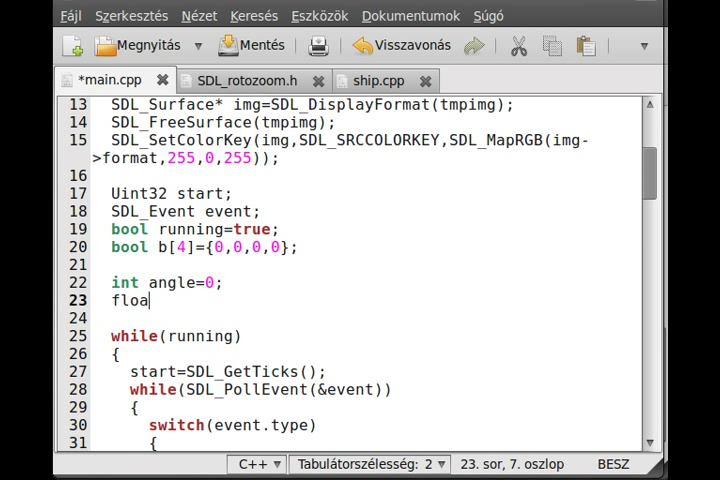 Fájl Szerkesztés Nézet Keresés Eszközök Dokumentumok Súgó
Megnyitás Mentés Visszavonás
*main.cpp SDL_rotozoom.h ship.cpp
13 SDL_Surface* img=SDL_DisplayFormat(tmpimg);
14 SDL_FreeSurface(tmpimg);
15 SDL_SetColorKey(img,SDL_SRCCOLORKEY,SDL_MapRGB(img-
>format,255,0,255));
16
17 Uint32 start;
18 SDL_Event event;
19 bool running=true;
20 bool b[4]={0,0,0,0};
21
22 int angle=0;
23 floa
24
25 while(running)
26 {
27 start=SDL_GetTicks();
28 while(SDL_PollEvent(&event))
29 {
30 switch(event.type)
31 {
C++ Tabulátorszélesség: 2 23. sor, 7. oszlop BESZ